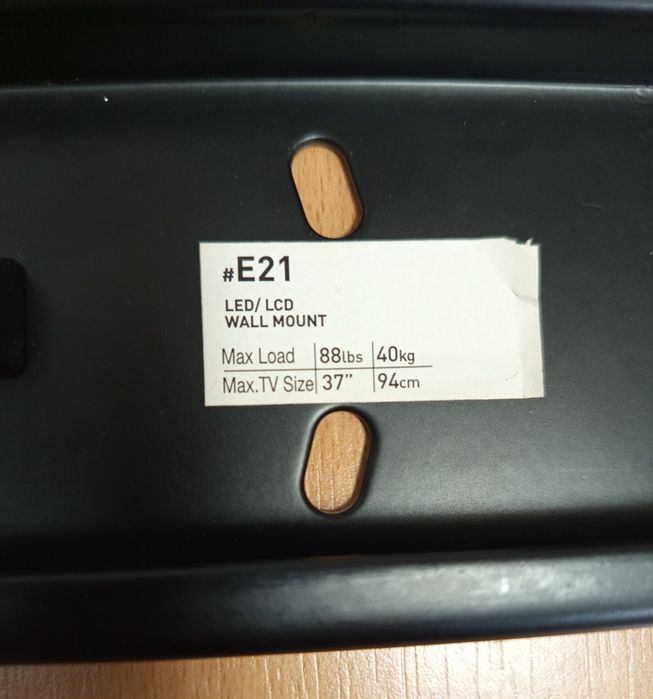 #E21
LED/ LCD
WALL MOUNT
Max Load 88lbs 40kg
Max.TV Size 37” 94cm